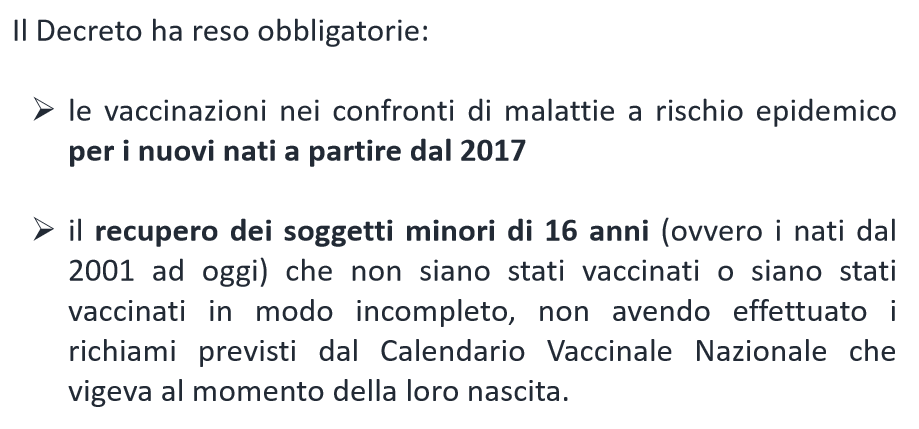 Il Decreto ha reso obbligatorie:
➢ le vaccinazioni nei confronti di malattie a rischio epidemico
per i nuovi nati a partire dal 2017
➢ il recupero dei soggetti minori di 16 anni (ovvero i nati dal
2001 ad oggi) che non siano stati vaccinati o siano stati
vaccinati in modo incompleto, non avendo effettuato i
richiami previsti dal Calendario Vaccinale Nazionale che
vigeva al momento della loro nascita.